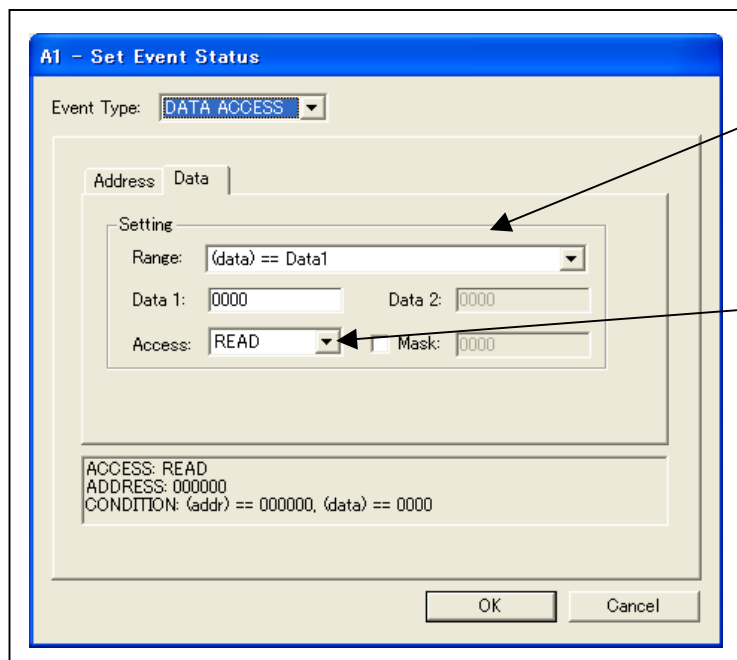 A1 - Set Event Status
Event Type: DATA ACCESS
Address Data
Setting
Range: (data) == Data1
Data 1: 0000 Data 2: 0000
Access: READ Mask: 0000
ACCESS: READ
ADDRESS: 000000
CONDITION: (addr) == 000000, (data) == 0000
OK Cancel